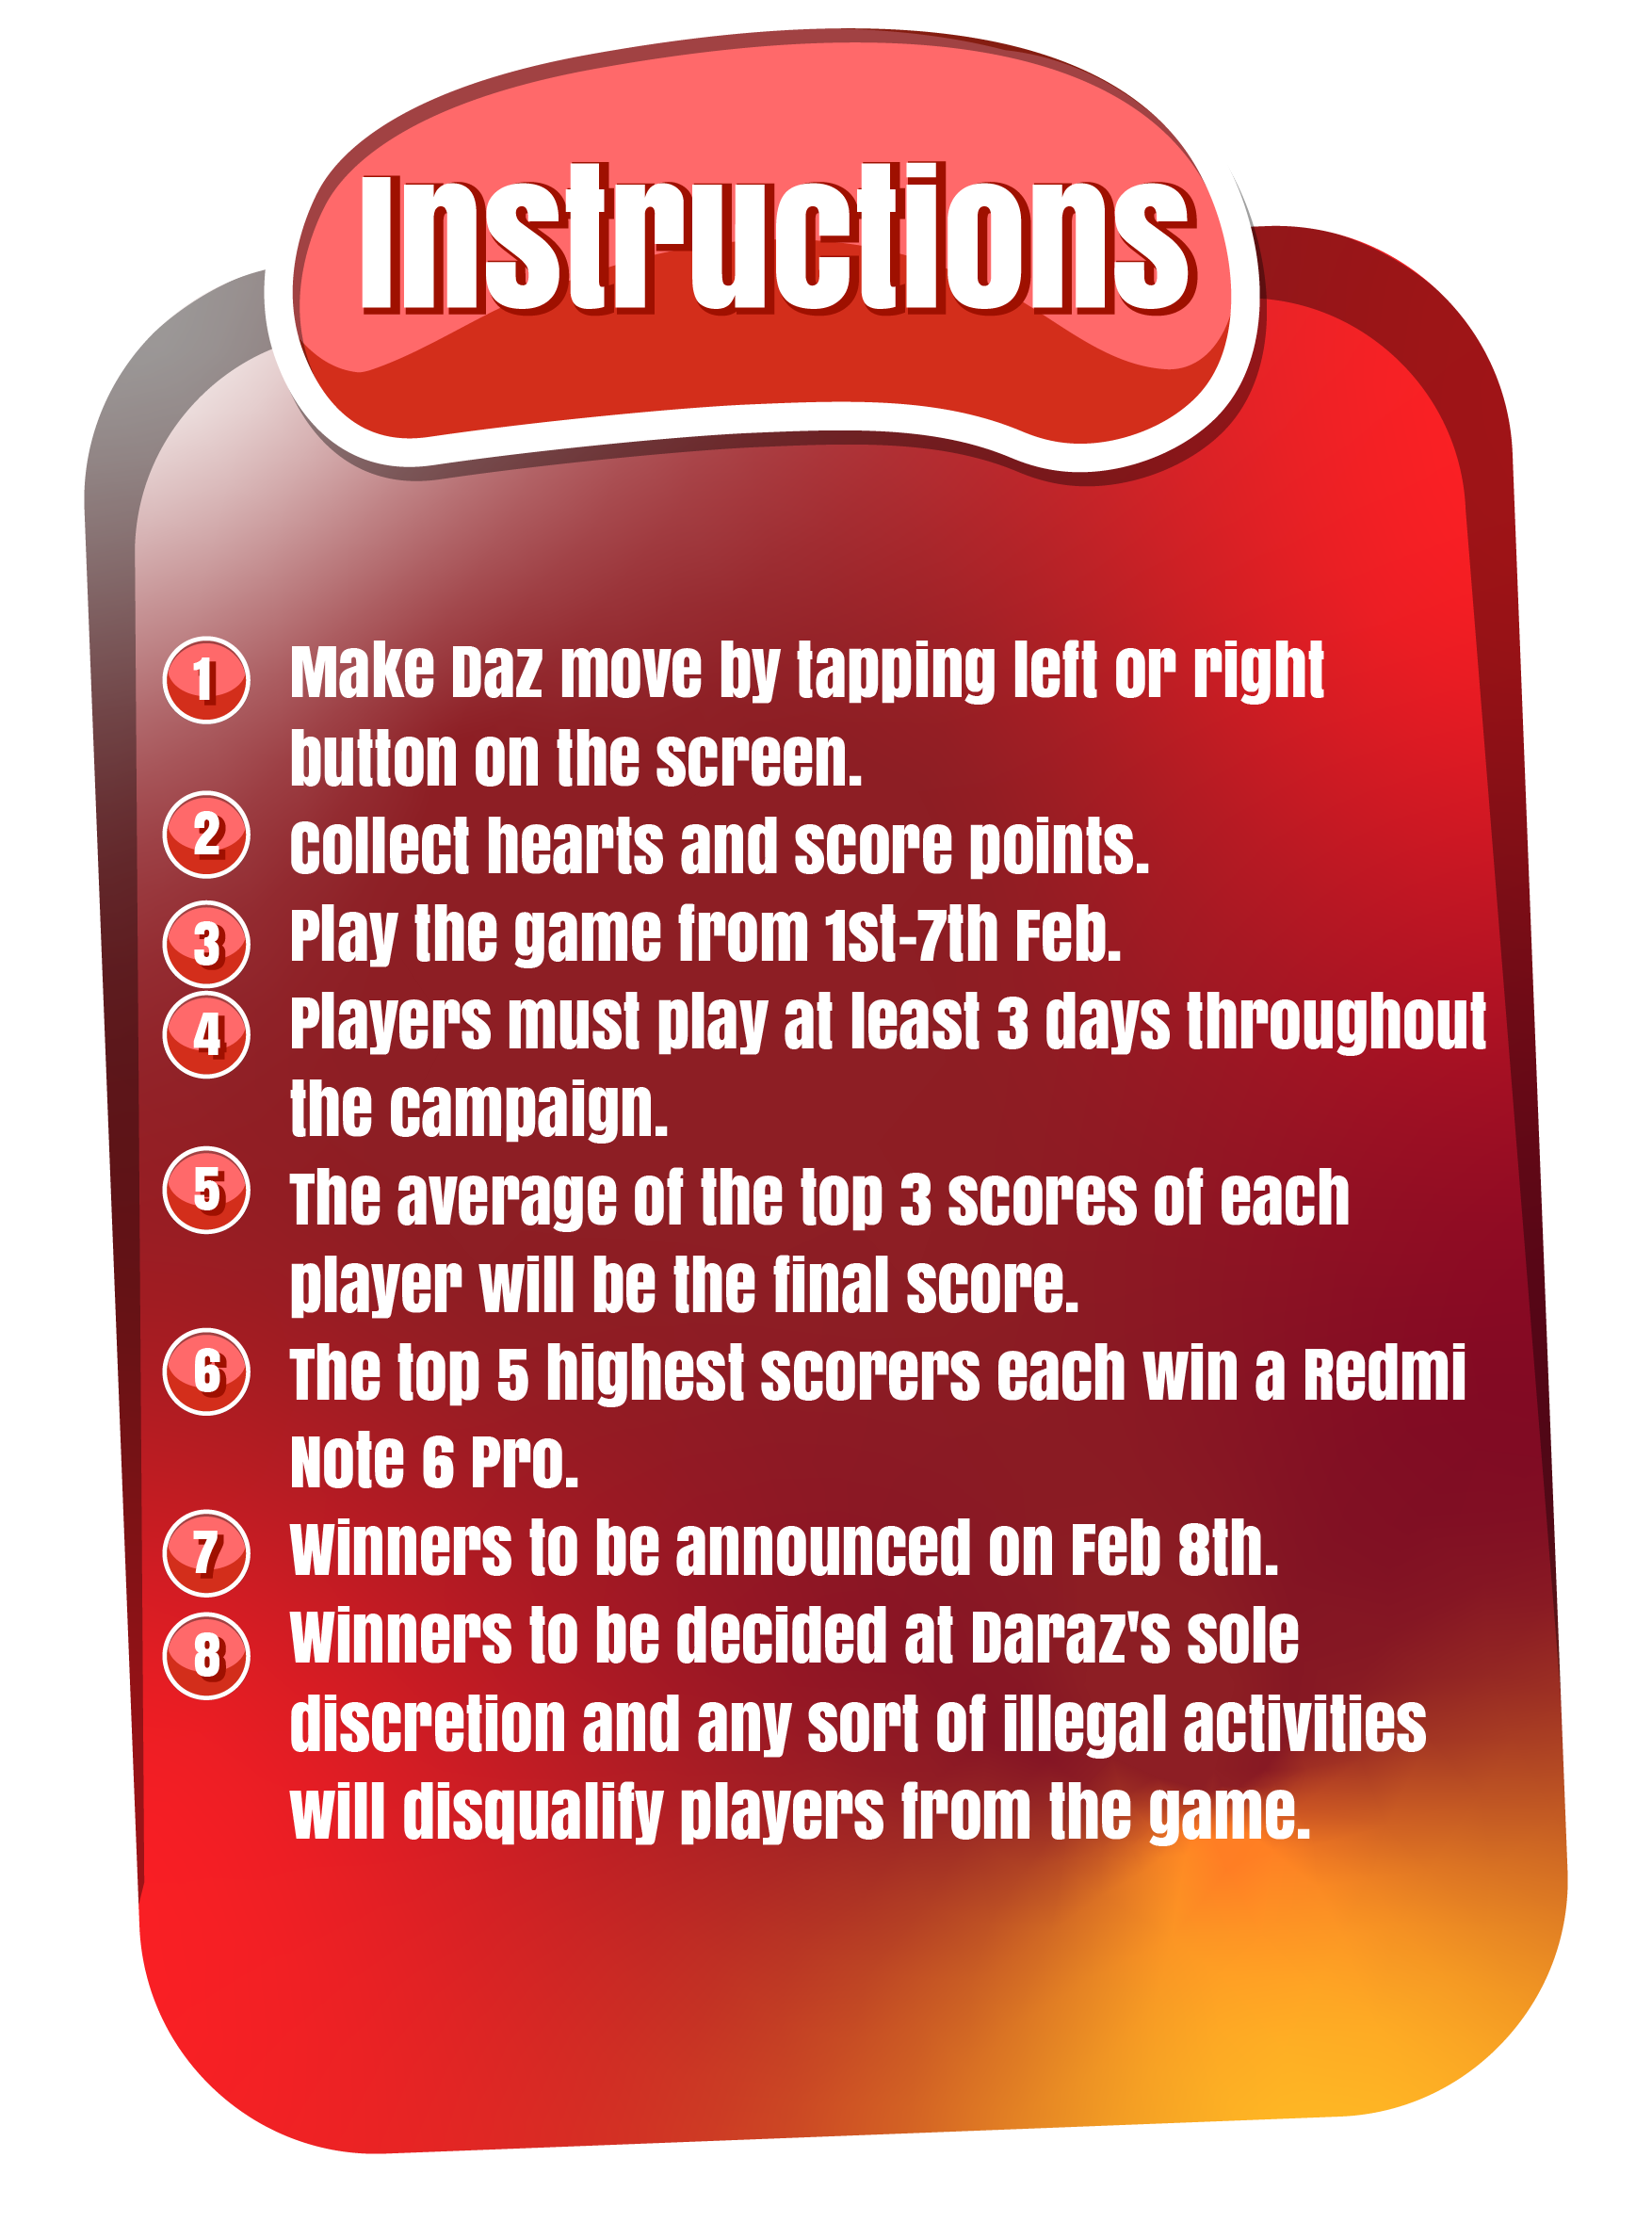 Instructions
1 Make Daz move by tapping left or right
button on the screen.
2 Collect hearts and score points.
3 Play the game from 1st-7th Feb.
4 Players must play at least 3 days throughout
the campaign.
5 The average of the top 3 scores of each
player will be the final score.
6 The top 5 highest scorers each win a Redmi
Note 6 Pro.
7 Winners to be announced on Feb 8th.
8 Winners to be decided at Daraz's sole
discretion and any sort of illegal activities
will disqualify players from the game.